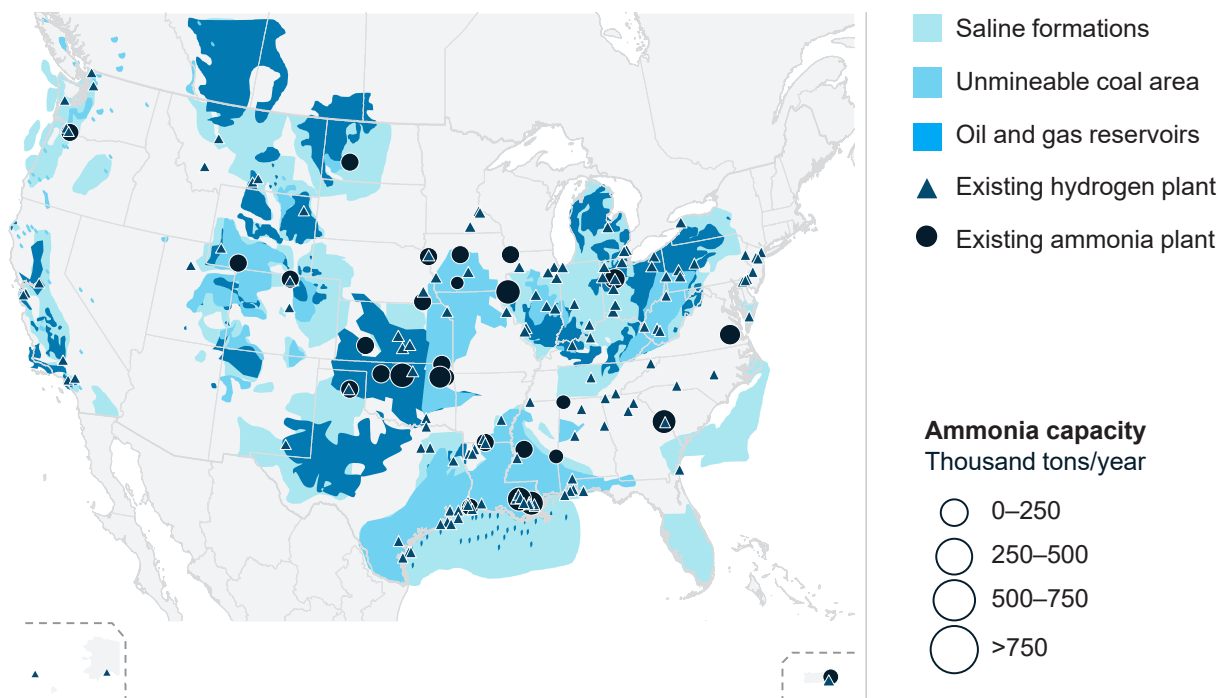 Saline formations
Unmineable coal area
Oil and gas reservoirs
Existing hydrogen plant
Existing ammonia plant
Ammonia capacity
Thousand tons/year
0–250
250–500
500–750
>750